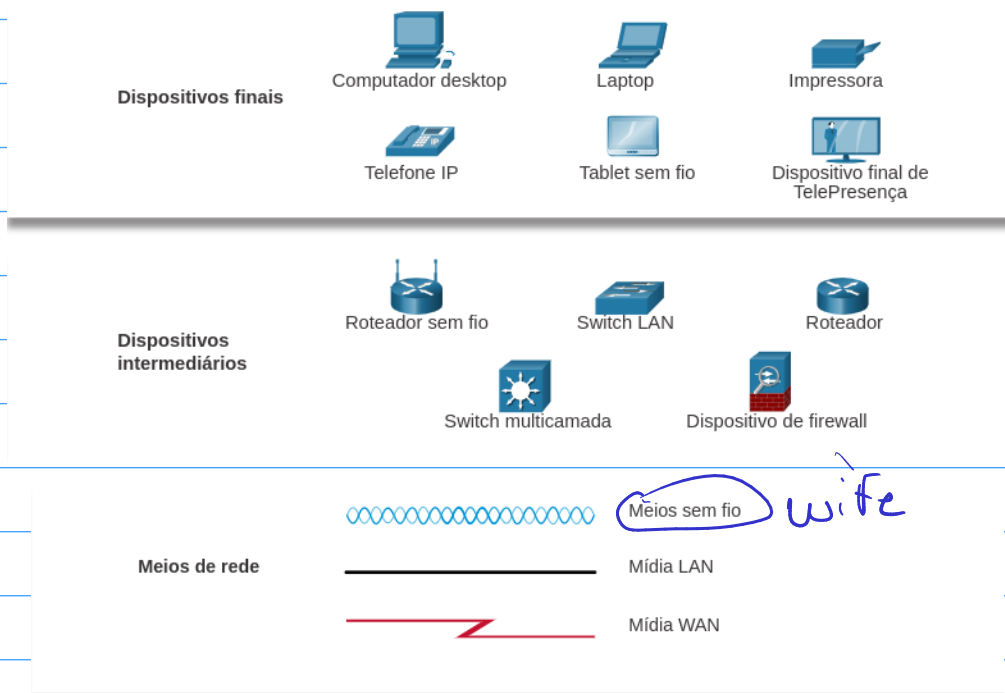 Computador desktop
Laptop
Impressora
Dispositivos finais
Telefone IP
Tablet sem fio
Dispositivo final de
TelePresença
Roteador sem fio
Switch LAN
Roteador
Dispositivos
intermediários
Switch multicamada
Dispositivo de firewall
Meios sem fio
wife
Meios de rede
Mídia LAN
Mídia WAN